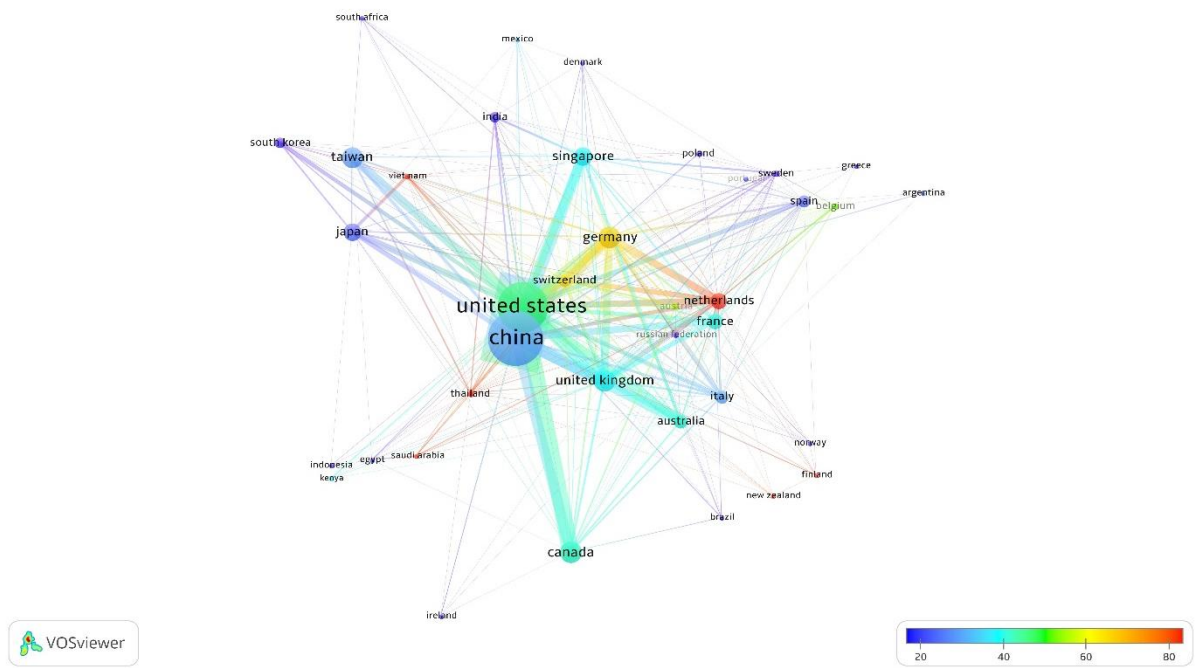 south africa
mexico
denmark
india
south korea
taiwan
singapore
poland
viet nam
sweden
greece
portugal
argentina
spain
belgium
japan
germany
switzerland
united states
netherlands
austria
france
russian federation
china
united kingdom
thailand
italy
australia
norway
saudi arabia
egypt
indonesia
kenya
finland
new zealand
brazil
canada
ireland
VOSviewer
20 40 60 80